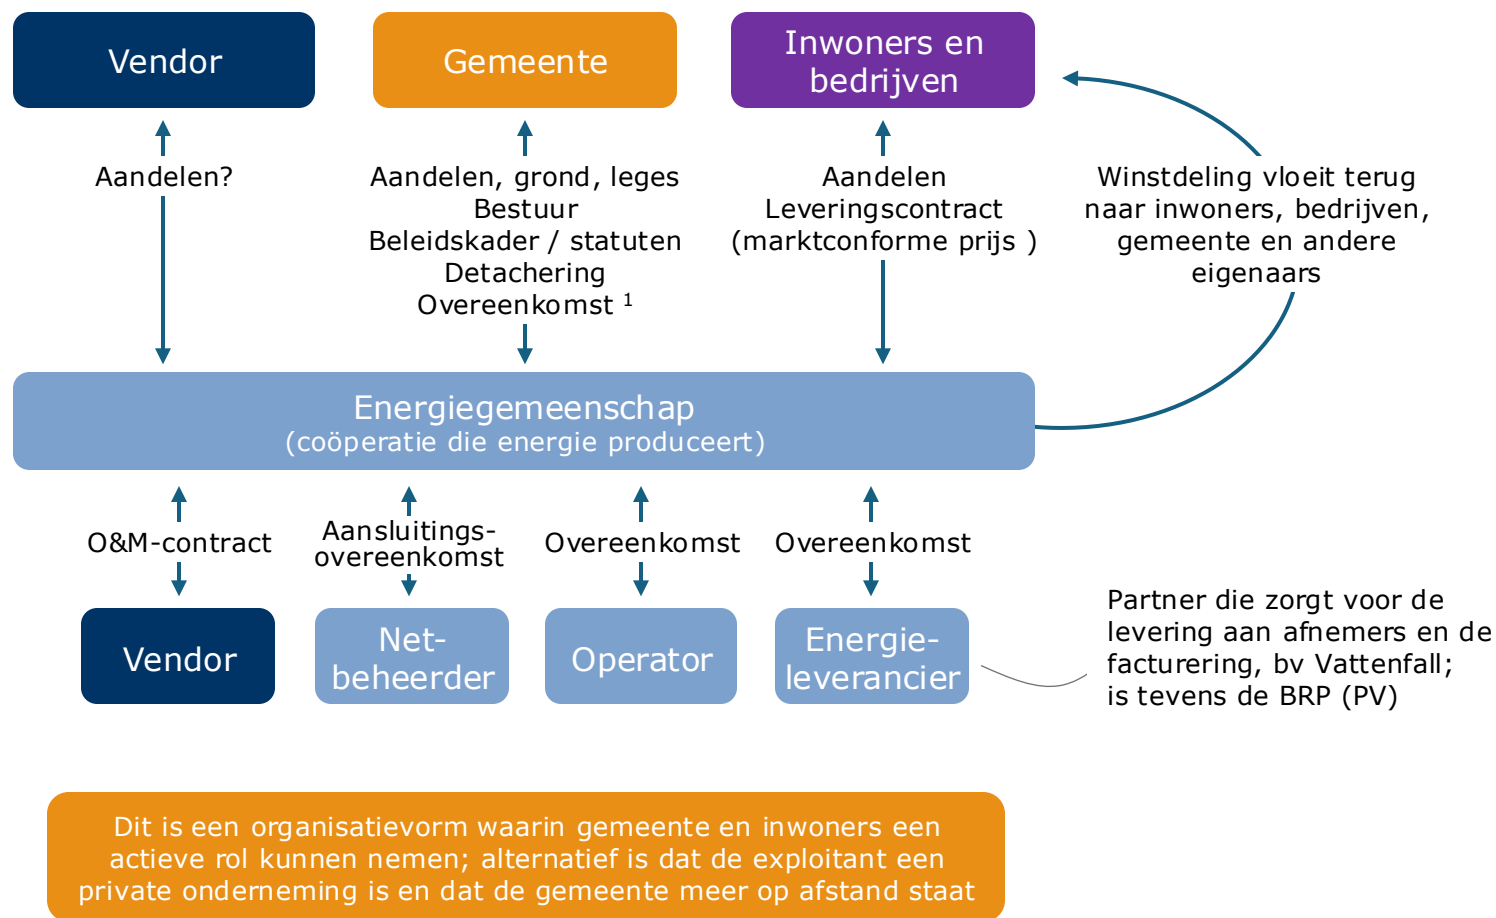 Vendor
Gemeente
Inwoners en
bedrijven
Aandelen?
Aandelen, grond, leges
Bestuur
Beleidskader / statuten
Detachering
Overeenkomst ¹
Aandelen
Leveringscontract
(marktconforme prijs )
Winstdeling vloeit terug
naar inwoners, bedrijven,
gemeente en andere
eigenaars
Energiegemeenschap
(coöperatie die energie produceert)
O&M-contract
Aansluitings-
overeenkomst
Overeenkomst
Overeenkomst
Vendor
Net-
beheerder
Operator
Energie-
leverancier
Partner die zorgt voor de
levering aan afnemers en de
facturering, bv Vattenfall;
is tevens de BRP (PV)
Dit is een organisatievorm waarin gemeente en inwoners een
actieve rol kunnen nemen; alternatief is dat de exploitant een
private onderneming is en dat de gemeente meer op afstand staat